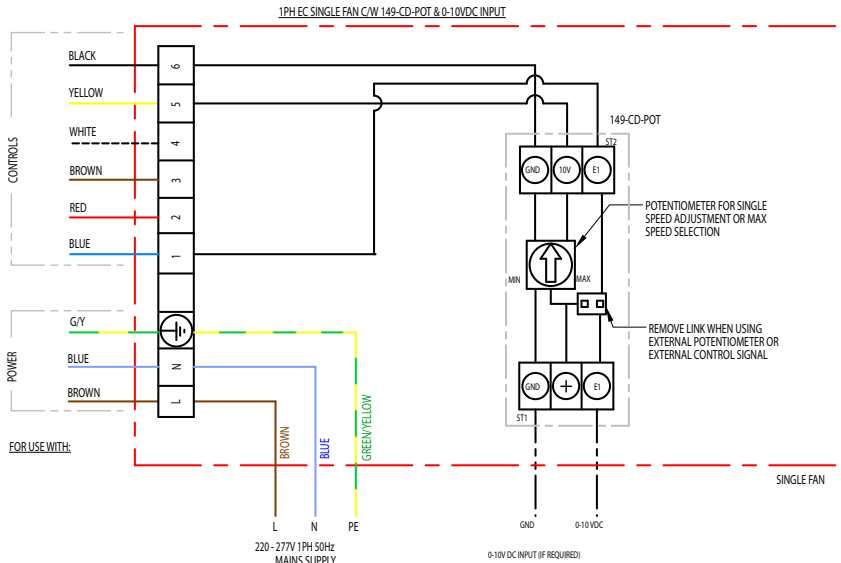 1PH EC SINGLE FAN C/W 149-CD-POT & 0-10VDC INPUT
CONTROLS
BLACK
YELLOW
WHITE
BROWN
RED
BLUE
6
5
4
3
2
1
POWER
G/Y
BLUE
BROWN
N
L
FOR USE WITH:
BROWN
BLUE
GREEN/YELLOW
L
N
PE
220 - 277V 1PH 50Hz
MAINS SUPPLY
149-CD-POT
ST2
GND
10V
E1
POTENTIOMETER FOR SINGLE
SPEED ADJUSTMENT OR MAX
SPEED SELECTION
MIN
MAX
REMOVE LINK WHEN USING
EXTERNAL POTENTIOMETER OR
EXTERNAL CONTROL SIGNAL
GND
+
E1
ST1
SINGLE FAN
GND
0-10 VDC
0-10V DC INPUT (IF REQUIRED)